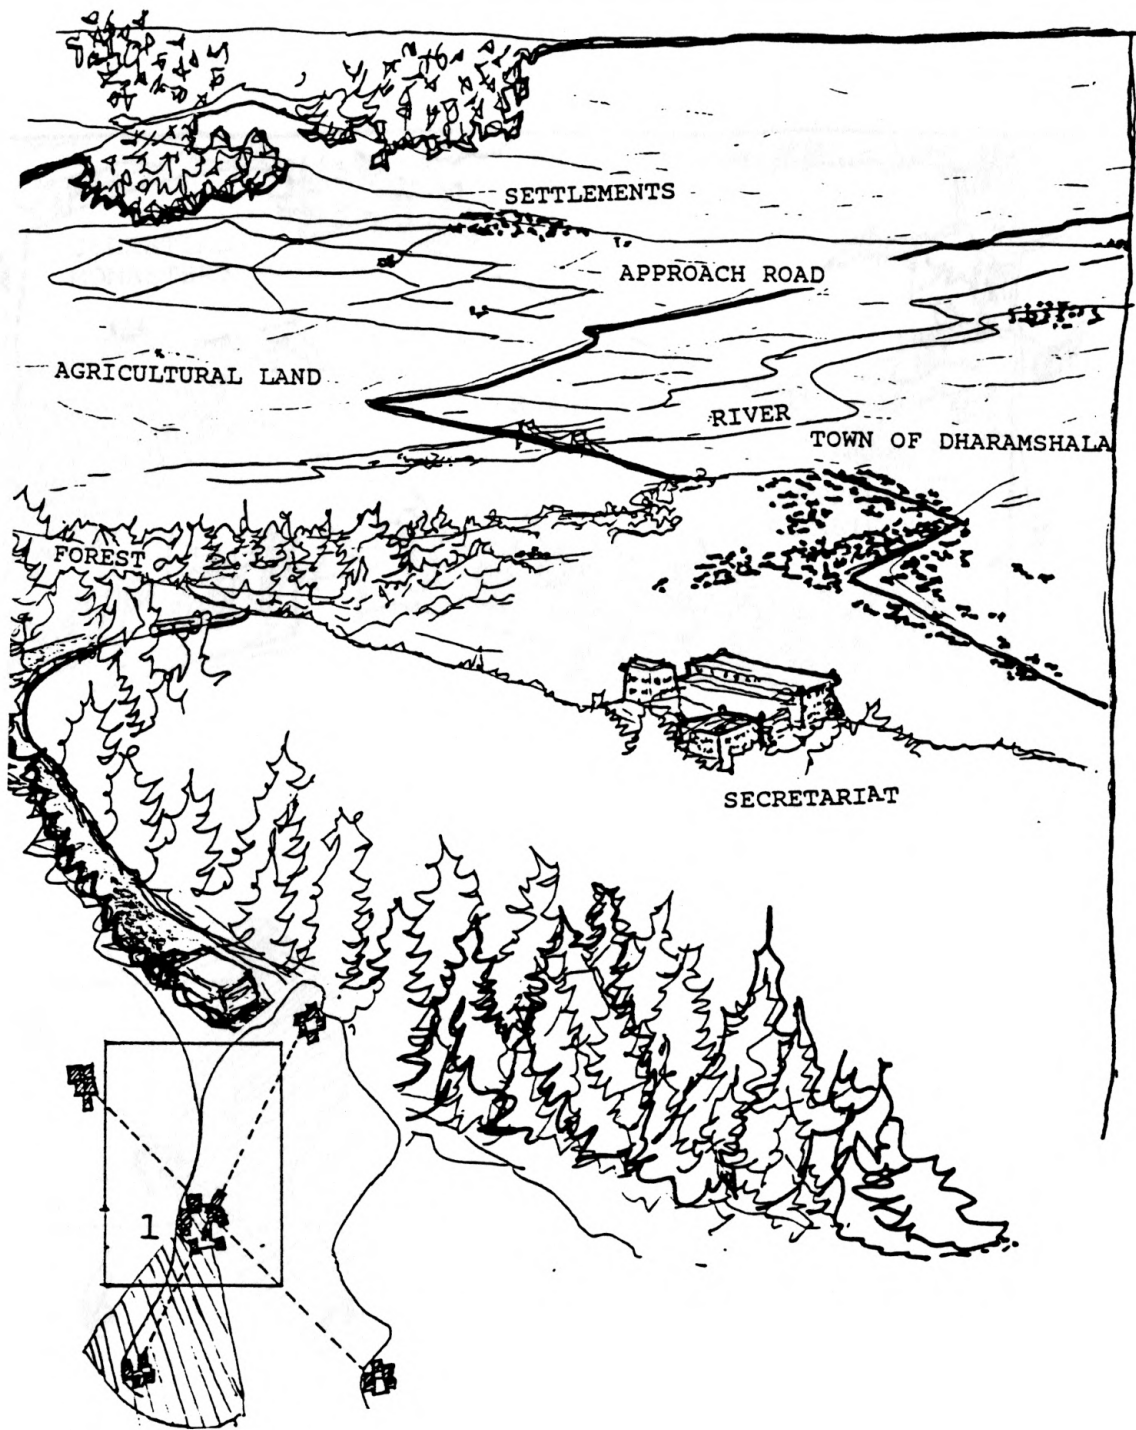 SETTLEMENTS
APPROACH ROAD
AGRICULTURAL LAND
RIVER
TOWN OF DHARAMSHALA
FOREST
SECRETARIAT
1